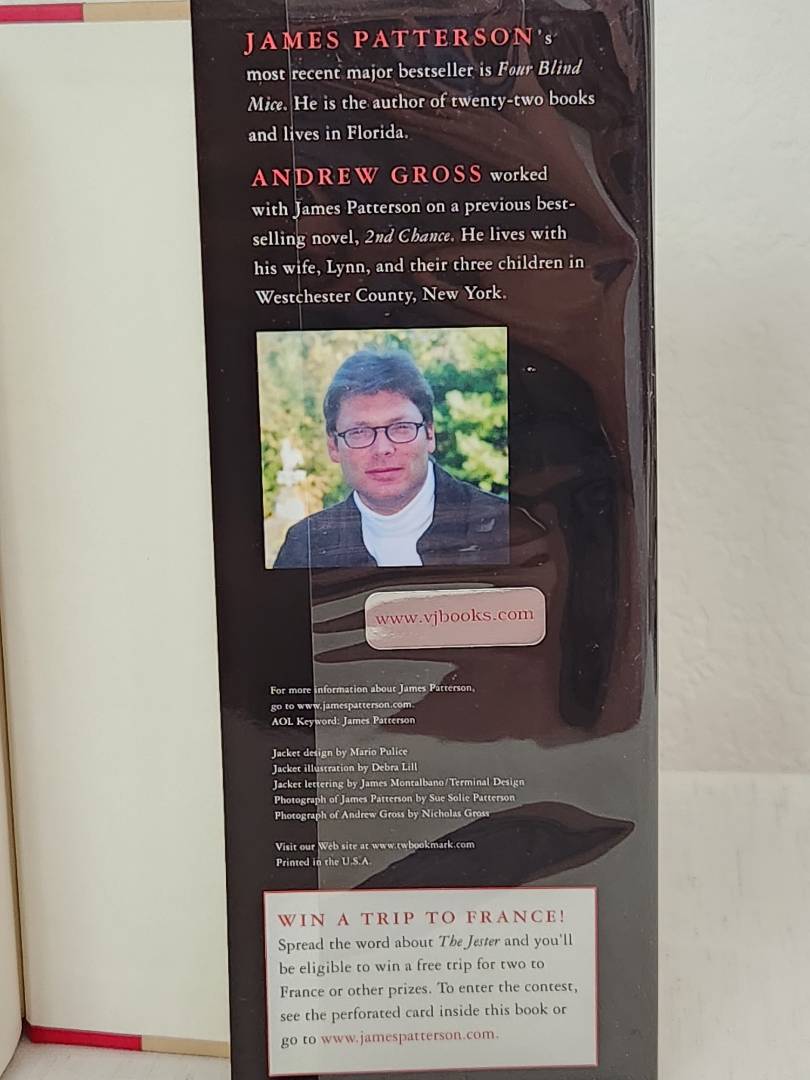 JAMES PATTERSON's
most recent major bestseller is Four Blind
Mice. He is the author of twenty-two books
and lives in Florida.
ANDREW GROSS worked
with James Patterson on a previous best-
selling novel, 2nd Chance. He lives with
his wife, Lynn, and their three children in
Westchester County, New York.
www.vjbooks.com
For more information about James Patterson,
go to www.jamespatterson.com.
AOL Keyword: James Patterson
Jacket design by Mario Pulice
Jacket illustration by Debra Lill
Jacket lettering by James Montalbano/Terminal Design
Photograph of James Patterson by Sue Solie Patterson
Photograph of Andrew Gross by Nicholas Gross
Visit our Web site at www.twbookmark.com
Printed in the U.S.A.
WIN A TRIP TO FRANCE!
Spread the word about The Jester and you'll
be eligible to win a free trip for two to
France or other prizes. To enter the contest,
see the perforated card inside this book or
go to www.jamespatterson.com.